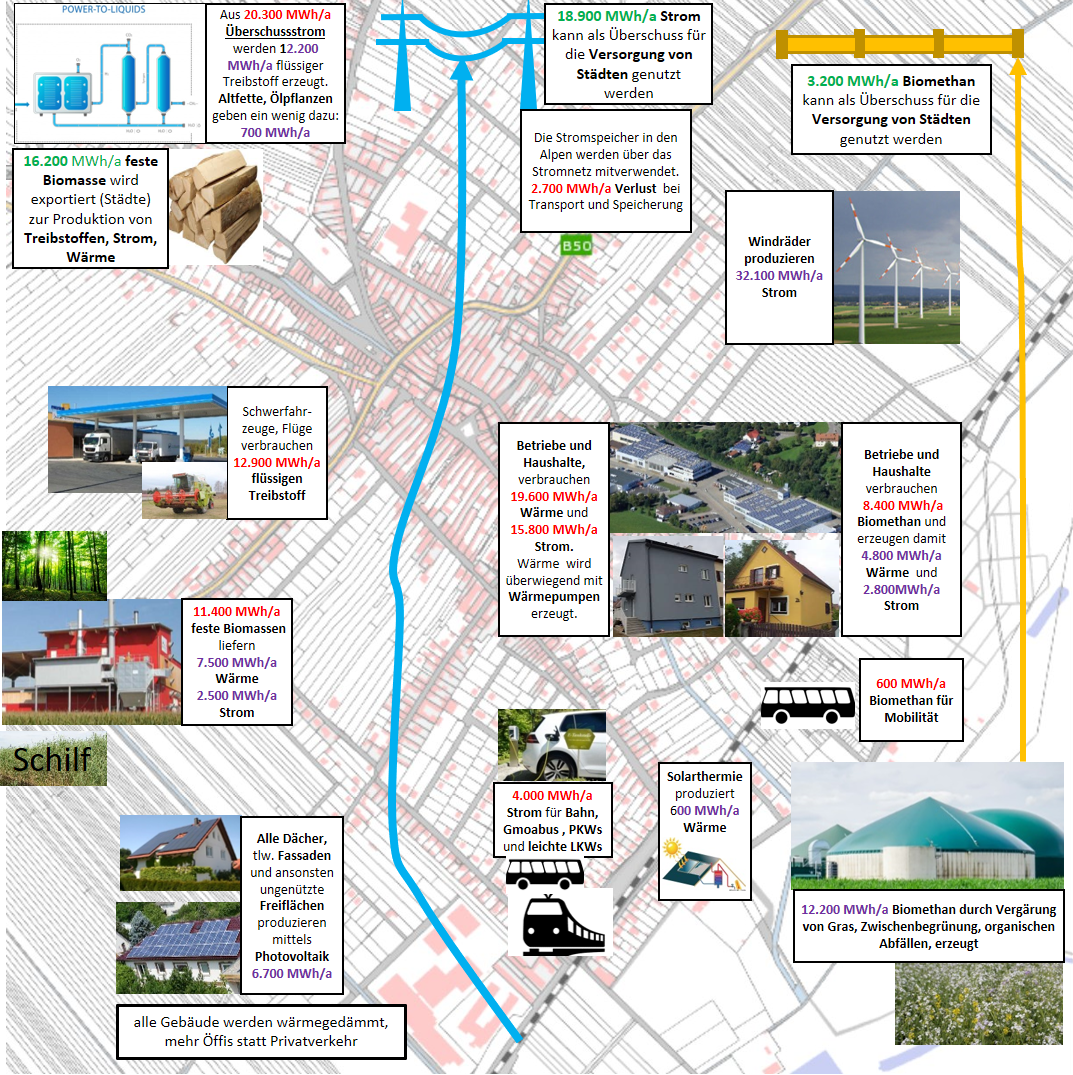 POWER-TO-LIQUIDS
Aus 20.300 MWh/a
Überschussstrom
werden 12.200
MWh/a flüssiger
Treibstoff erzeugt.
Altfette, Ölpflanzen
geben ein wenig dazu:
700 MWh/a
18.900 MWh/a Strom
kann als Überschuss für
die Versorgung von
Städten genutzt
werden
3.200 MWh/a Biomethan
kann als Überschuss für die
Versorgung von Städten
genutzt werden
Die Stromspeicher in den
Alpen werden über das
Stromnetz mitverwendet.
2.700 MWh/a Verlust bei
Transport und Speicherung
16.200 MWh/a feste
Biomasse wird
exportiert (Städte)
zur Produktion von
Treibstoffen, Strom,
Wärme
B50
Windräder
produzieren
32.100 MWh/a
Strom
Schwerfahr-
zeuge, Flüge
verbrauchen
12.900 MWh/a
flüssigen
Treibstoff
Betriebe und
Haushalte,
verbrauchen
19.600 MWh/a
Wärme und
15.800 MWh/a
Strom.
Wärme wird
überwiegend mit
Wärmepumpen
erzeugt.
Betriebe und
Haushalte
verbrauchen
8.400 MWh/a
Biomethan und
erzeugen damit
4.800 MWh/a
Wärme und
2.800MWh/a
Strom
11.400 MWh/a
feste Biomassen
liefern
7.500 MWh/a
Wärme
2.500 MWh/a
Strom
600 MWh/a
Biomethan für
Mobilität
Schilf
4.000 MWh/a
Strom für Bahn,
Gmoabus , PKWs
und leichte LKWs
Solarthermie
produziert
600 MWh/a
Wärme
Alle Dächer,
tlw. Fassaden
und ansonsten
ungenützte
Freiflächen
produzieren
mittels
Photovoltaik
6.700 MWh/a
12.200 MWh/a Biomethan durch Vergärung
von Gras, Zwischenbegrünung, organischen
Abfällen, erzeugt
alle Gebäude werden wärmegedämmt,
mehr Öffis statt Privatverkehr